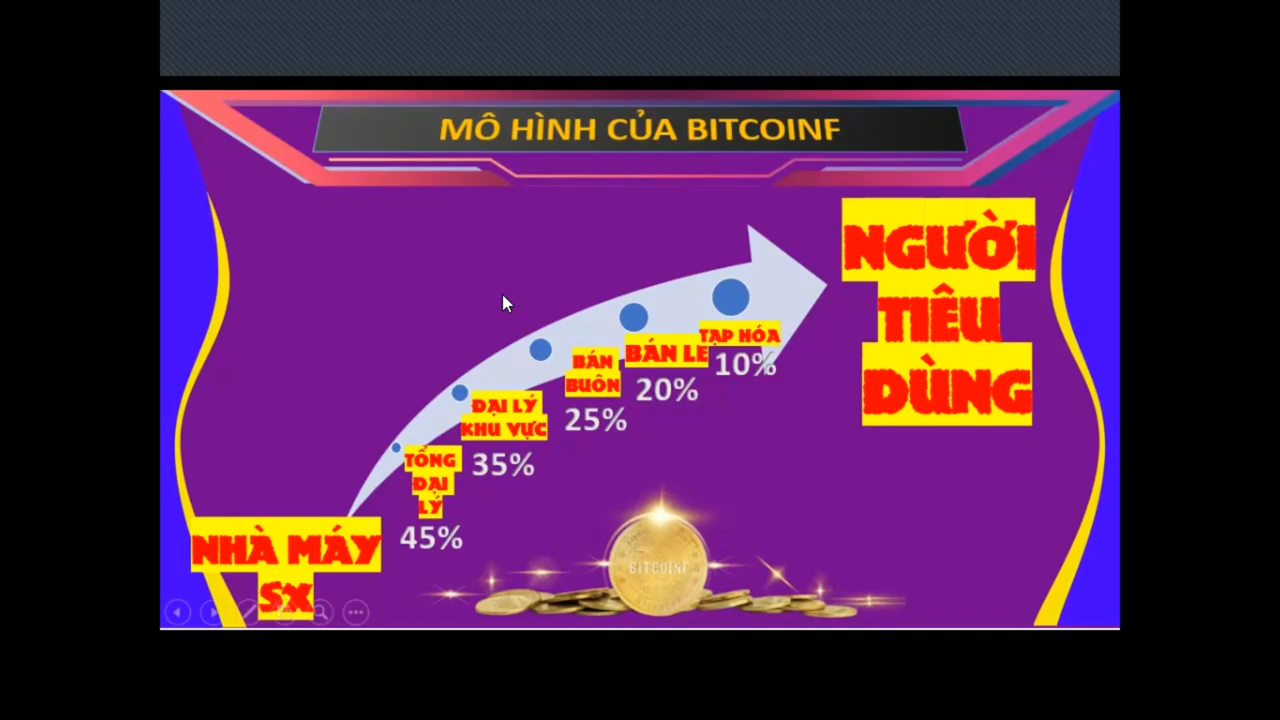 MÔ HÌNH CỦA BITCOINF
NGƯỜI
TIÊU
DÙNG
TẠP HÓA
10%
BÁN LẺ
20%
BÁN
BUÔN
25%
ĐẠI LÝ
KHU VỰC
35%
TỔNG
ĐẠI
LÝ
45%
NHÀ MÁY
SX
BITCOINF